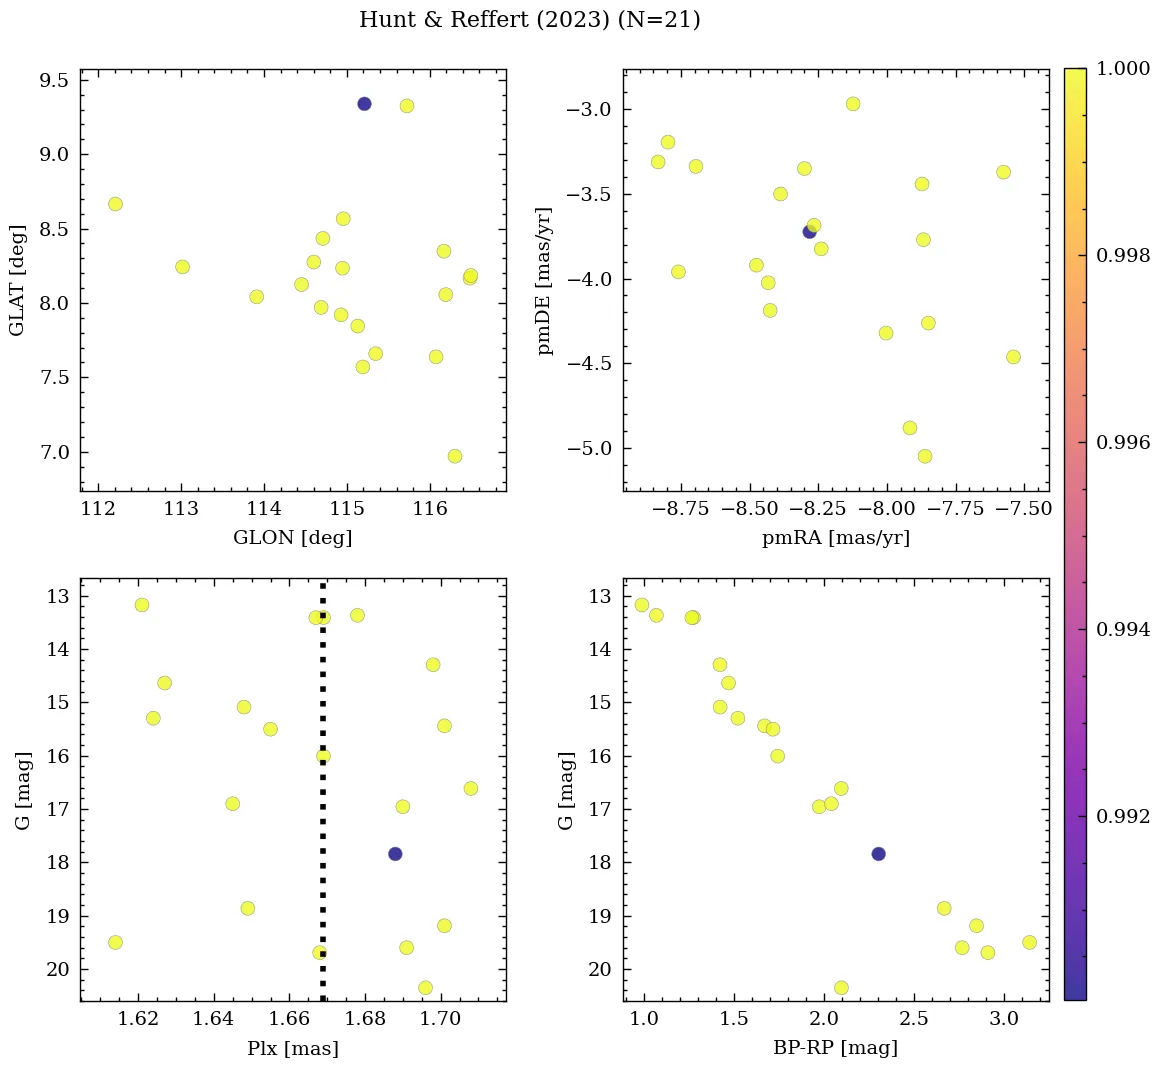 Hunt & Reffert (2023) (N=21)
9.5
9.0
8.5
8.0
7.5
7.0
GLAT [deg]
112 113 114 115 116
GLON [deg]
−3.0
−3.5
−4.0
−4.5
−5.0
pmDE [mas/yr]
−8.75 −8.50 −8.25 −8.00 −7.75 −7.50
pmRA [mas/yr]
1.000
0.998
0.996
0.994
0.992
13
14
15
16
17
18
19
20
G [mag]
1.62 1.64 1.66 1.68 1.70
Plx [mas]
13
14
15
16
17
18
19
20
G [mag]
1.0 1.5 2.0 2.5 3.0
BP-RP [mag]